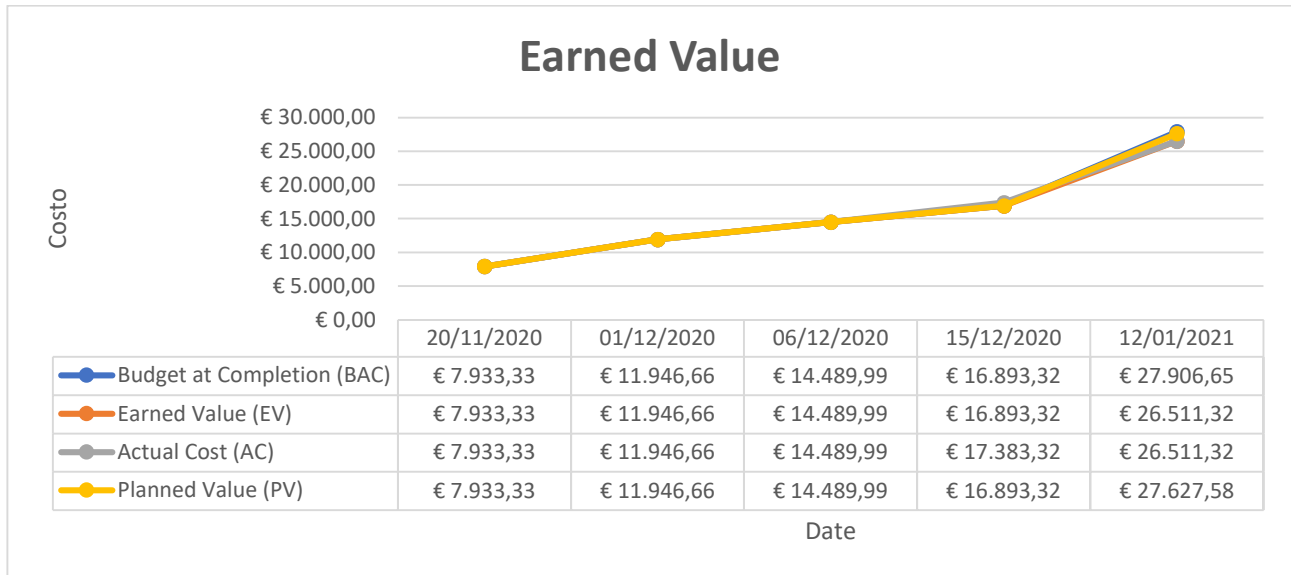 Earned Value
Costo
€ 30.000,00
€ 25.000,00
€ 20.000,00
€ 15.000,00
€ 10.000,00
€ 5.000,00
€ 0,00
20/11/2020 01/12/2020 06/12/2020 15/12/2020 12/01/2021
Budget at Completion (BAC) € 7.933,33 € 11.946,66 € 14.489,99 € 16.893,32 € 27.906,65
Earned Value (EV) € 7.933,33 € 11.946,66 € 14.489,99 € 16.893,32 € 26.511,32
Actual Cost (AC) € 7.933,33 € 11.946,66 € 14.489,99 € 17.383,32 € 26.511,32
Planned Value (PV) € 7.933,33 € 11.946,66 € 14.489,99 € 16.893,32 € 27.627,58
Date